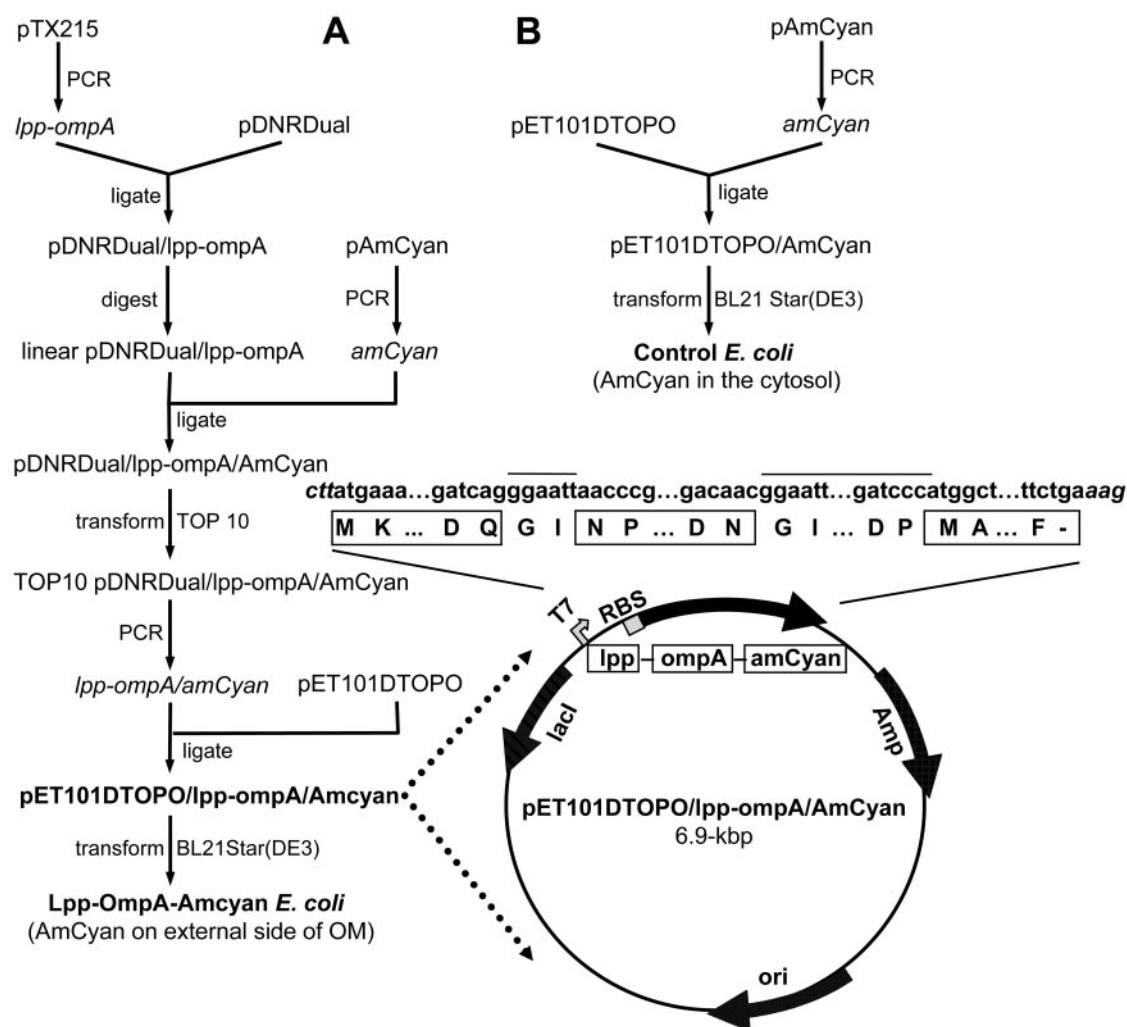 A
pTX215
PCR
lpp-ompA
pDNRDual
ligate
pDNRDual/lpp-ompA
pAmCyan
digest
PCR
linear pDNRDual/lpp-ompA
amCyan
ligate
pDNRDual/lpp-ompA/AmCyan
transform
TOP 10
TOP10 pDNRDual/lpp-ompA/AmCyan
PCR
lpp-ompA/amCyan
pET101DTOPO
ligate
pET101DTOPO/lpp-ompA/Amcyan
transform
BL21Star(DE3)
Lpp-OmpA-Amcyan E. coli
(AmCyan on external side of OM)
B
pAmCyan
PCR
pET101DTOPO
amCyan
ligate
pET101DTOPO/AmCyan
transform
BL21 Star(DE3)
Control E. coli
(AmCyan in the cytosol)
cttatgaaa...gatcagggaattaacccg...gacaacggaatt...gatcccatggct...ttctgaaag
M K ... D Q G I N P ... D N G I ... D P M A ... F -
T7
RBS
lpp
ompA
amCyan
lacI
Amp
pET101DTOPO/lpp-ompA/AmCyan
6.9-kbp
ori